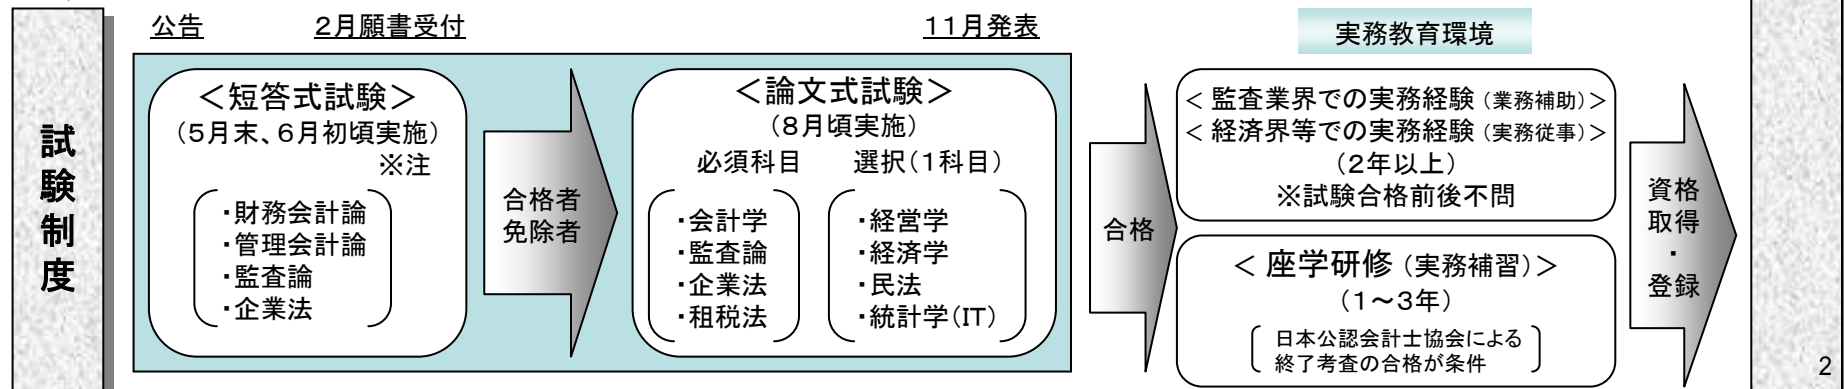 試験制度
公告
２月願書受付
１１月発表
＜短答式試験＞
（５月末、６月初頃実施）
※注
・財務会計論
・管理会計論
・監査論
・企業法
合格者
免除者
＜論文式試験＞
（８月頃実施）
必須科目
・会計学
・監査論
・企業法
・租税法
選択（１科目）
・経営学
・経済学
・民法
・統計学（ＩＴ）
合格
実務教育環境
＜ 監査業界での実務経験 （業務補助）＞
＜ 経済界等での実務経験 （実務従事）＞
（２年以上）
※試験合格前後不問
＜ 座学研修 （実務補習）＞
（１～３年）
日本公認会計士協会による
終了考査の合格が条件
資格
取得
・
登録
2